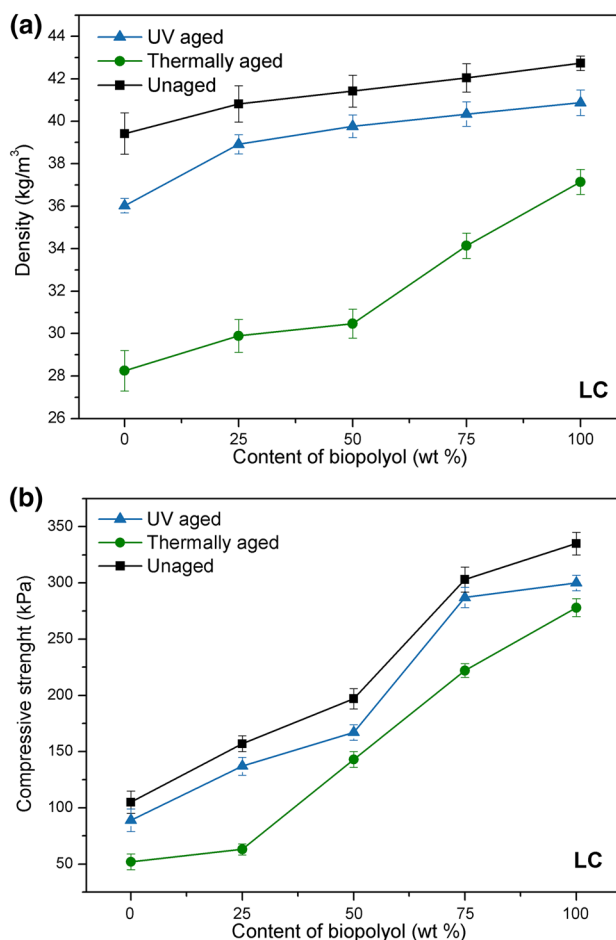 (a)
UV aged
Thermally aged
Unaged
44
42
40
38
36
34
32
30
28
26
Density (kg/m³)
0 25 50 75 100
Content of biopolyol (wt %)
LC
(b)
UV aged
Thermally aged
Unaged
350
300
250
200
150
100
50
Compressive strenght (kPa)
0 25 50 75 100
Content of biopolyol (wt %)
LC